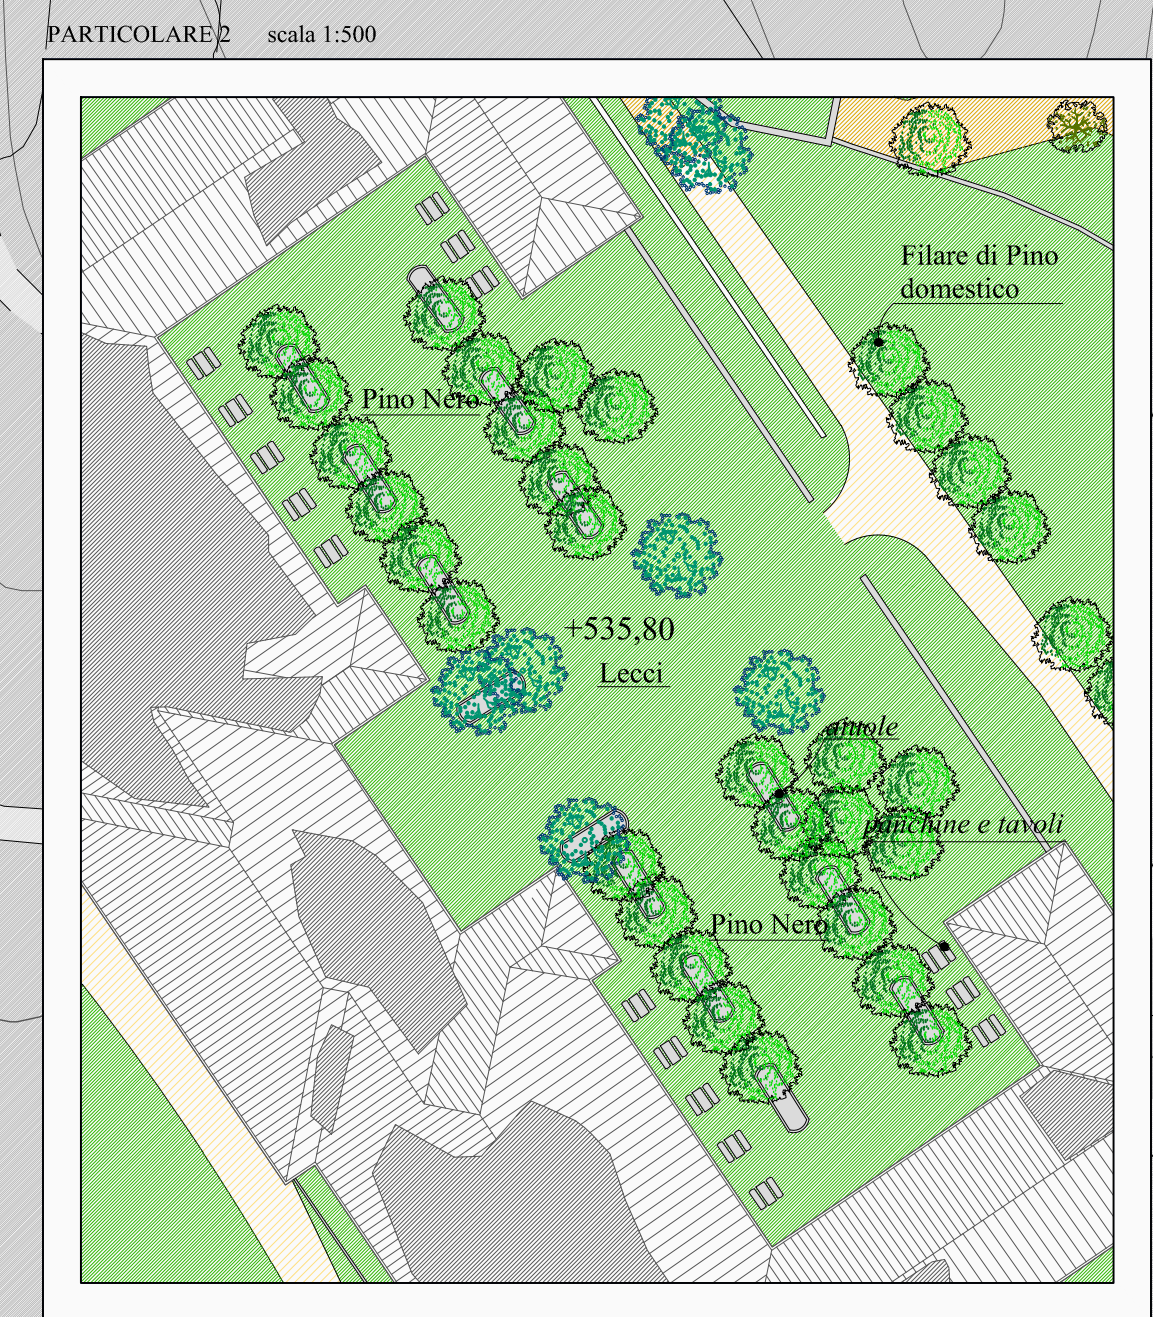 PARTICOLARE 2 scala 1:500
Filare di Pino
domestico
Pino Nero
+535,80
Lecci
aiuole
panchine e tavoli
Pino Nero